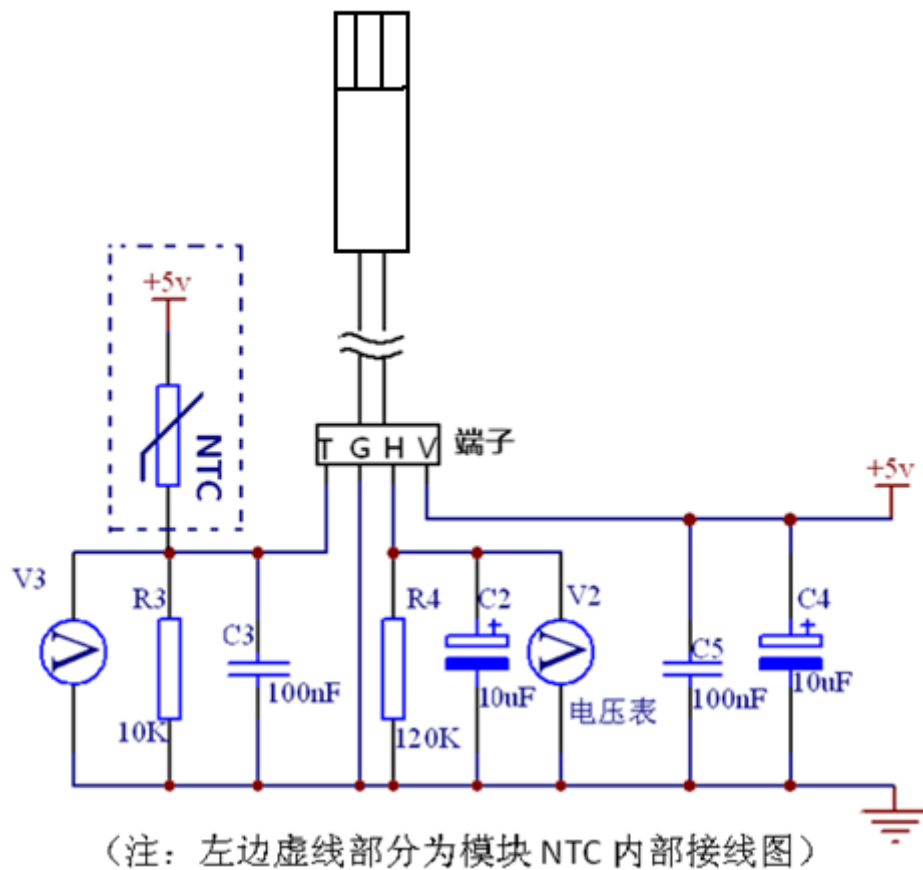 +5v
NTC
T G H V
端子
+5v
V3
R3
C3
R4
C2
+
V2
C5
C4
+
V
V
10K
100nF
120K
10uF
电压表
100nF
10uF
(注：左边虚线部分为模块 NTC 内部接线图)